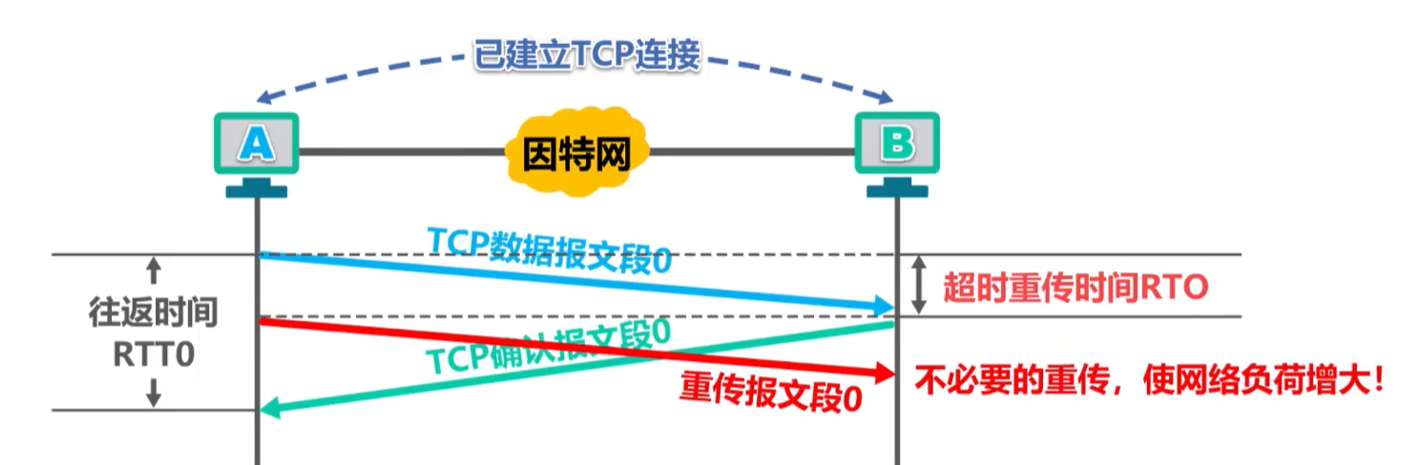 已建立TCP连接
A
因特网
B
TCP数据报文段0
往返时间
RTT0
超时重传时间RTO
TCP确认报文段0
重传报文段0
不必要的重传，使网络负荷增大！